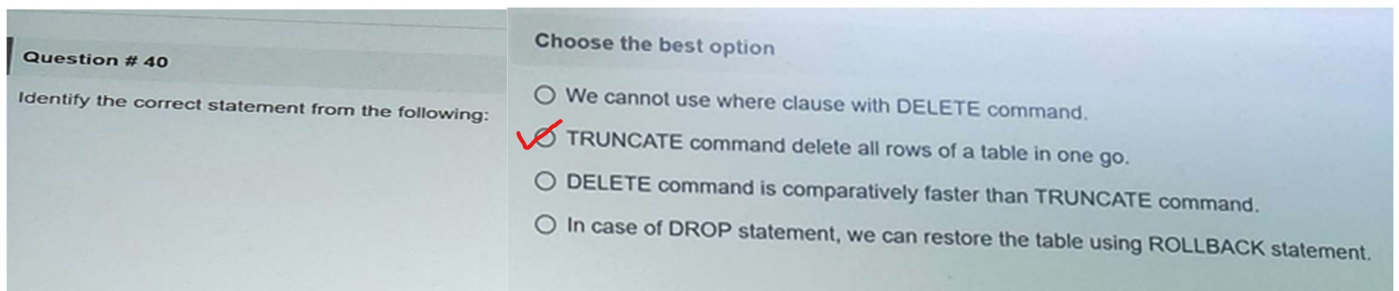 Question # 40
Identify the correct statement from the following:
Choose the best option
We cannot use where clause with DELETE command.
TRUNCATE command delete all rows of a table in one go.
DELETE command is comparatively faster than TRUNCATE command.
In case of DROP statement, we can restore the table using ROLLBACK statement.